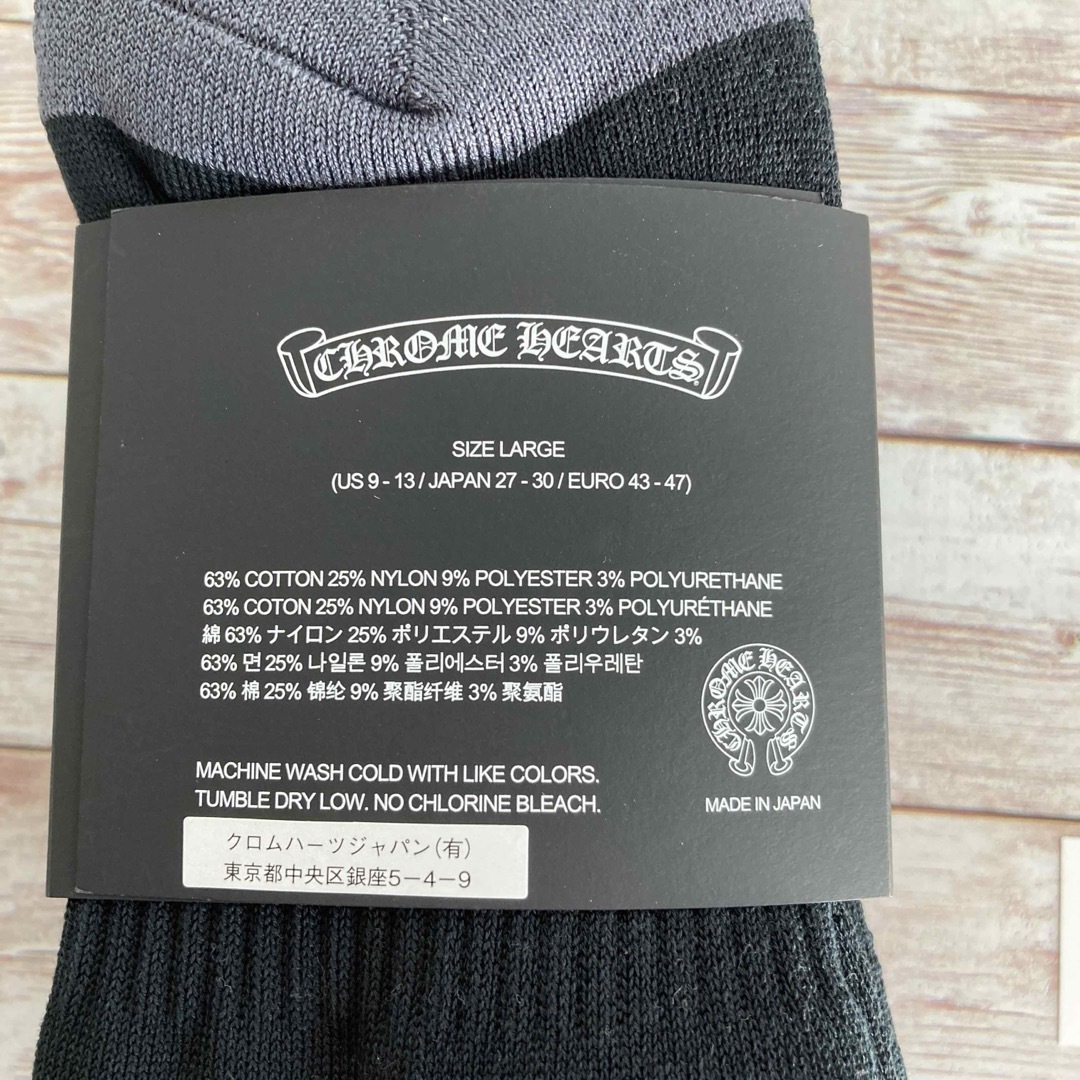 CHROME HEARTS
SIZE LARGE
(US 9 - 13 / JAPAN 27 - 30 / EURO 43 - 47)
63% COTTON 25% NYLON 9% POLYESTER 3% POLYURETHANE
63% COTON 25% NYLON 9% POLYESTER 3% POLYURÉTHANE
綿 63% ナイロン 25% ポリエステル 9% ポリウレタン 3%
63% 면 25% 나일론 9% 폴리에스터 3% 폴리우레탄
63% 棉 25% 锦纶 9% 聚酯纤维 3% 聚氨酯
CHROME HEARTS
MADE IN JAPAN
MACHINE WASH COLD WITH LIKE COLORS.
TUMBLE DRY LOW. NO CHLORINE BLEACH.
クロムハーツジャパン(有)
東京都中央区銀座5-4-9